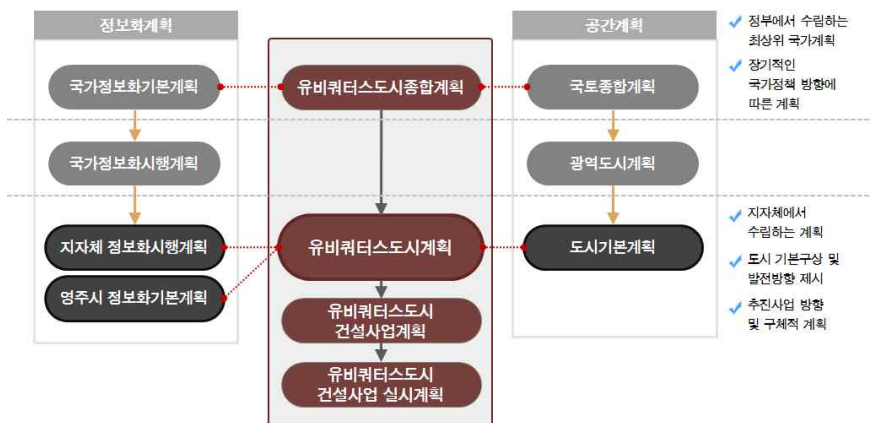 정보화계획
국가정보화기본계획
국가정보화시행계획
지자체 정보화시행계획
영주시 정보화기본계획
유비쿼터스도시종합계획
유비쿼터스도시계획
유비쿼터스도시
건설사업계획
유비쿼터스도시
건설사업 실시계획
공간계획
국토종합계획
광역도시계획
도시기본계획
정부에서 수립하는
최상위 국가계획
장기적인
국가정책 방향에
따른 계획
지자체에서
수립하는 계획
도시 기본구상 및
발전방향 제시
추진사업 방향
및 구체적 계획